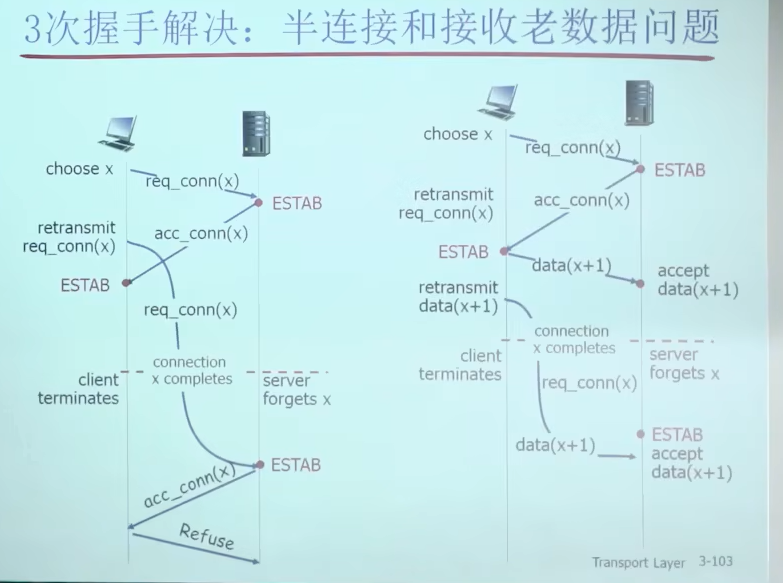 3次握手解决：半连接和接收老数据问题
choose x
req_conn(x)
ESTAB
retransmit
req_conn(x)
acc_conn(x)
ESTAB
req_conn(x)
connection
x completes
client
terminates
server
forgets x
ESTAB
acc_conn(x)
Refuse
choose x
req_conn(x)
ESTAB
retransmit
req_conn(x)
acc_conn(x)
ESTAB
data(x+1)
accept
data(x+1)
retransmit
data(x+1)
connection
x completes
client
terminates
server
forgets x
req_conn(x)
data(x+1)
ESTAB
accept
data(x+1)
Transport Layer 3-103